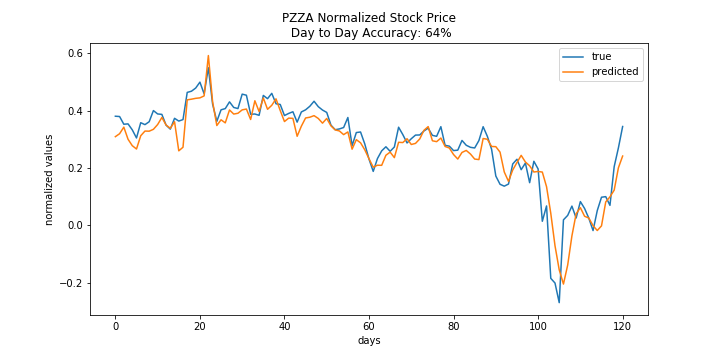 PZZA Normalized Stock Price
Day to Day Accuracy: 64%
true
predicted
normalized values
0.6
0.4
0.2
0.0
−0.2
0
20
40
60
80
100
120
days